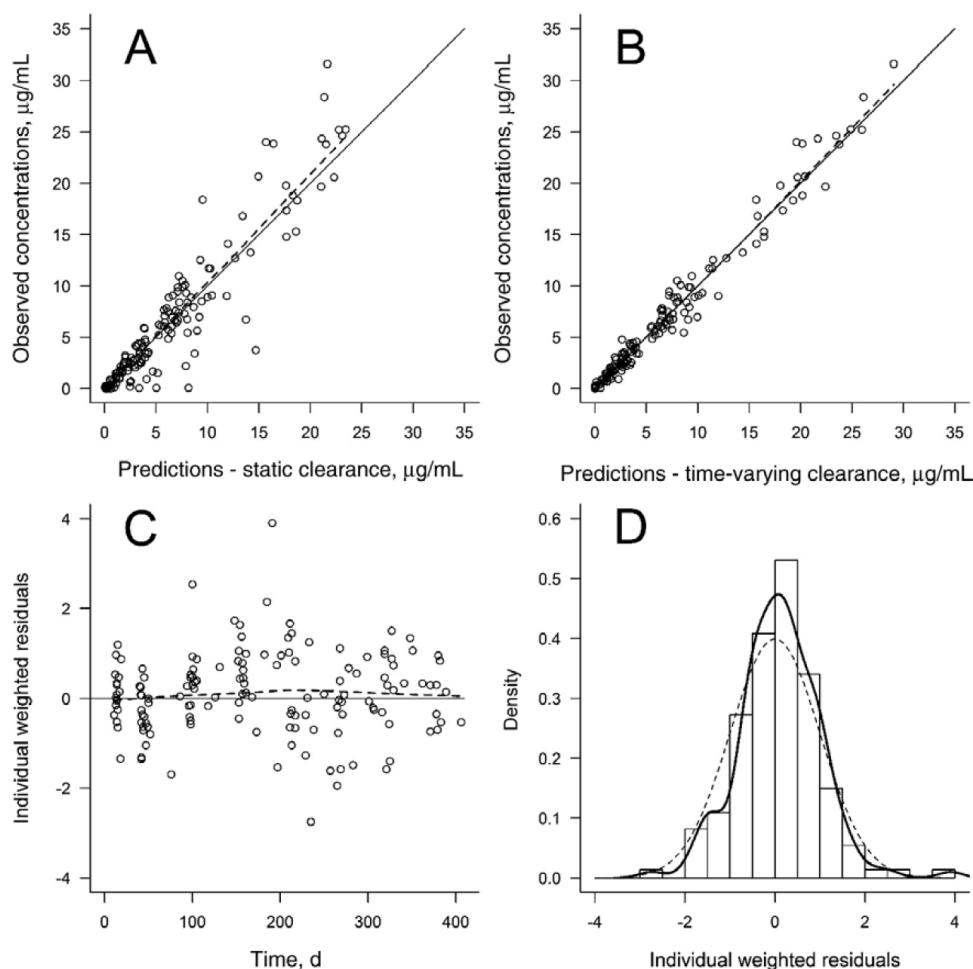 A
Observed concentrations, μg/mL
35
30
25
20
15
10
5
0
0 5 10 15 20 25 30 35
Predictions - static clearance, μg/mL
B
Observed concentrations, μg/mL
35
30
25
20
15
10
5
0
0 5 10 15 20 25 30 35
Predictions - time-varying clearance, μg/mL
C
Individual weighted residuals
4
2
0
-2
-4
0 100 200 300 400
Time, d
D
Density
0.6
0.5
0.4
0.3
0.2
0.1
0.0
-4 -2 0 2 4
Individual weighted residuals